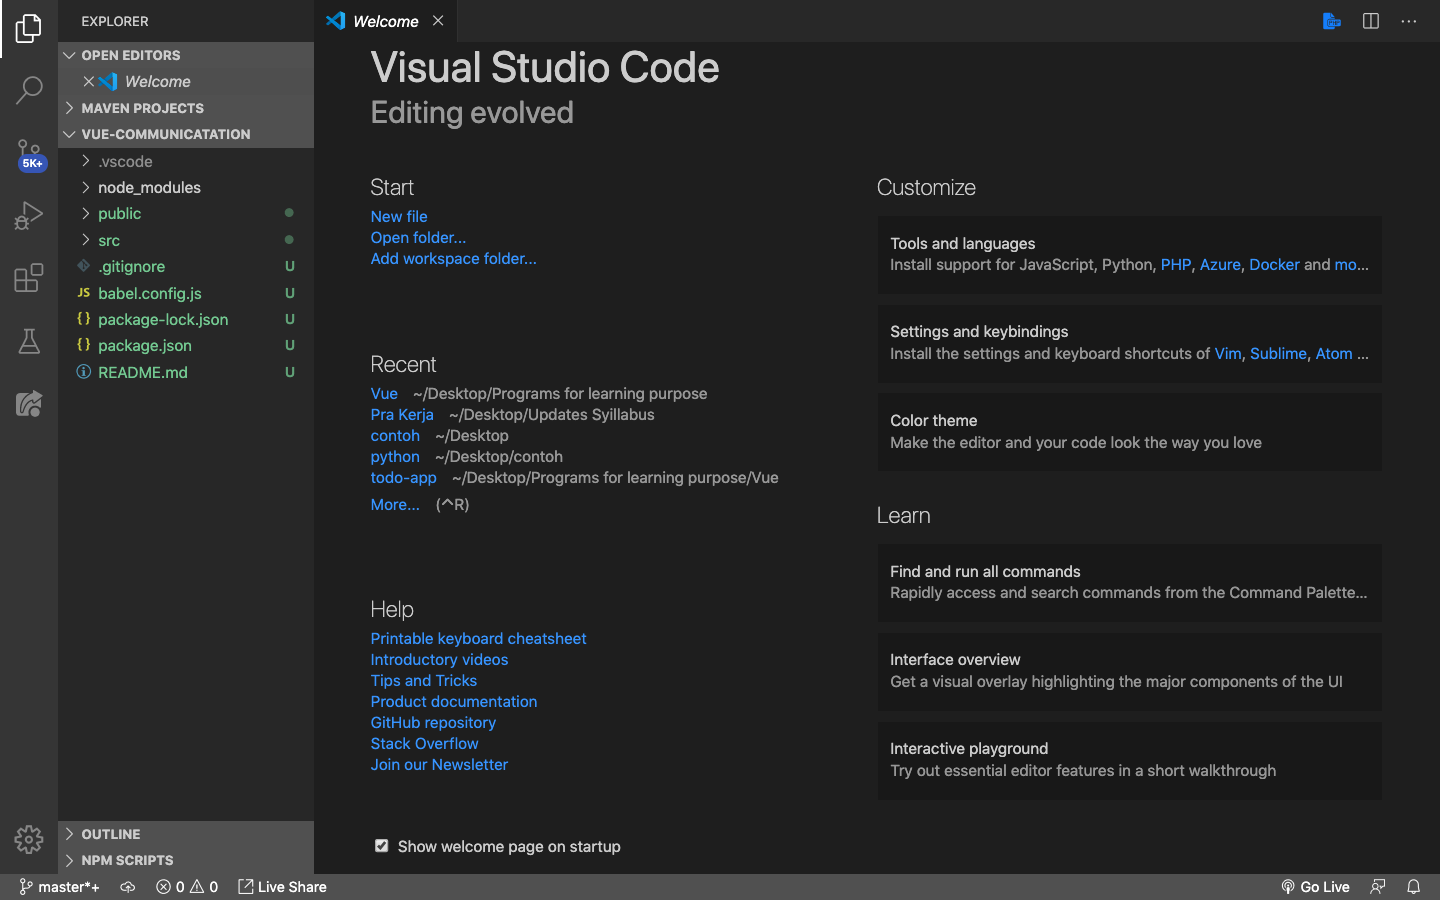 EXPLORER
OPEN EDITORS
Welcome
MAVEN PROJECTS
VUE-COMMUNICATATION
.vscode
node_modules
public
src
.gitignore U
JS babel.config.js U
{} package-lock.json U
{} package.json U
README.md U
OUTLINE
NPM SCRIPTS
5K+
Welcome
Visual Studio Code
Editing evolved
Start
New file
Open folder...
Add workspace folder...
Recent
Vue ~/Desktop/Programs for learning purpose
Pra Kerja ~/Desktop/Updates Syillabus
contoh ~/Desktop
python ~/Desktop/contoh
todo-app ~/Desktop/Programs for learning purpose/Vue
More... (^R)
Help
Printable keyboard cheatsheet
Introductory videos
Tips and Tricks
Product documentation
GitHub repository
Stack Overflow
Join our Newsletter
Show welcome page on startup
Customize
Tools and languages
Install support for JavaScript, Python, PHP, Azure, Docker and mo...
Settings and keybindings
Install the settings and keyboard shortcuts of Vim, Sublime, Atom ...
Color theme
Make the editor and your code look the way you love
Learn
Find and run all commands
Rapidly access and search commands from the Command Palette...
Interface overview
Get a visual overlay highlighting the major components of the UI
Interactive playground
Try out essential editor features in a short walkthrough
master*+ 0 0 Live Share Go Live